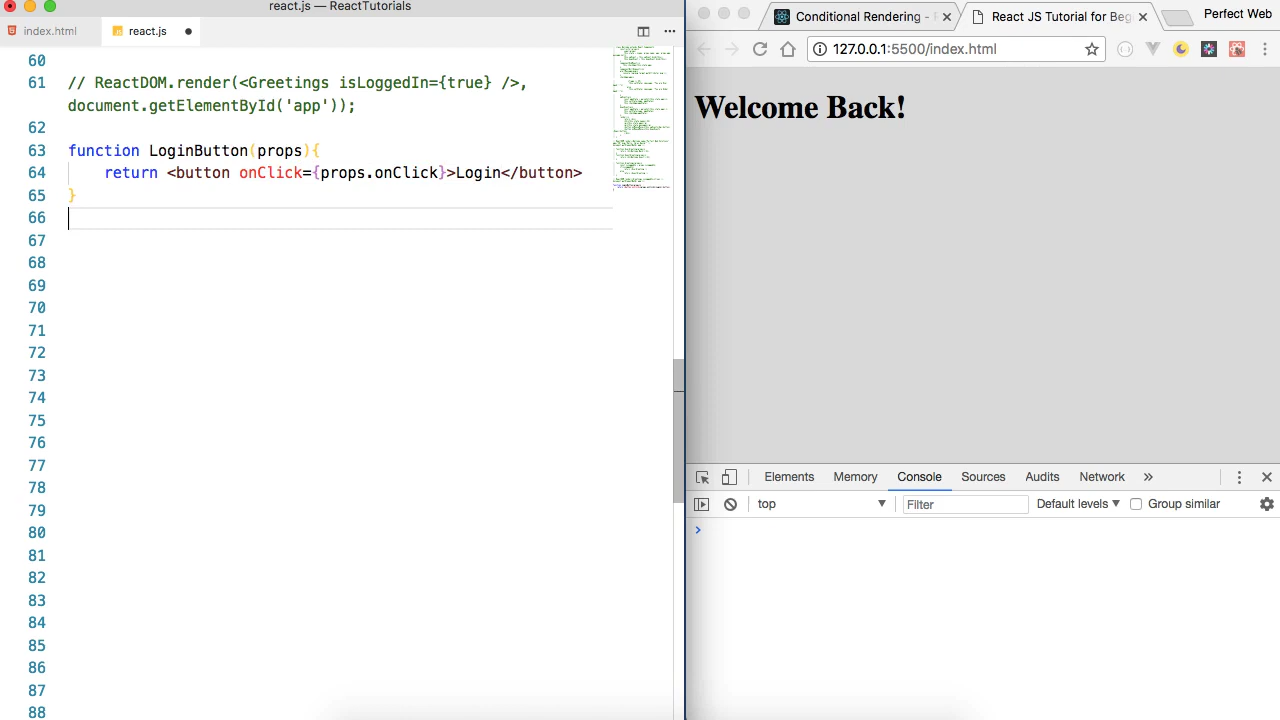 react.js — ReactTutorials
index.html
react.js
60
61 // ReactDOM.render(<Greetings isLoggedIn={true} />,
document.getElementById('app'));
62
63 function LoginButton(props){
64 return <button onClick={props.onClick}>Login</button>
65 }
66
67
68
69
70
71
72
73
74
75
76
77
78
79
80
81
82
83
84
85
86
87
88
Conditional Rendering -
React JS Tutorial for Beg
Perfect Web
127.0.0.1:5500/index.html
Welcome Back!
Elements Memory Console Sources Audits Network »
top Filter Default levels Group similar